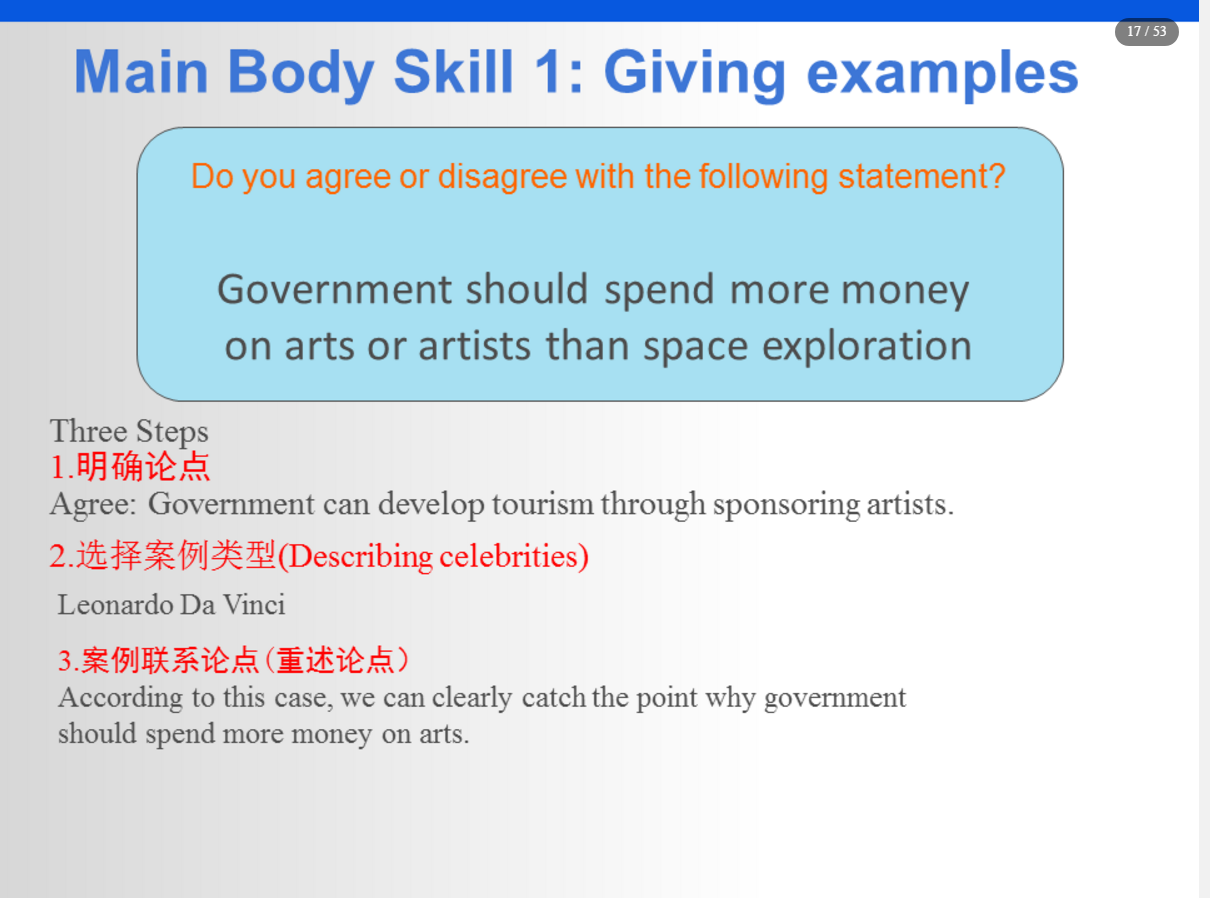 17 / 53
Main Body Skill 1: Giving examples
Do you agree or disagree with the following statement?
Government should spend more money
on arts or artists than space exploration
Three Steps
1.明确论点
Agree: Government can develop tourism through sponsoring artists.
2.选择案例类型(Describing celebrities)
Leonardo Da Vinci
3.案例联系论点(重述论点）
According to this case, we can clearly catch the point why government
should spend more money on arts.